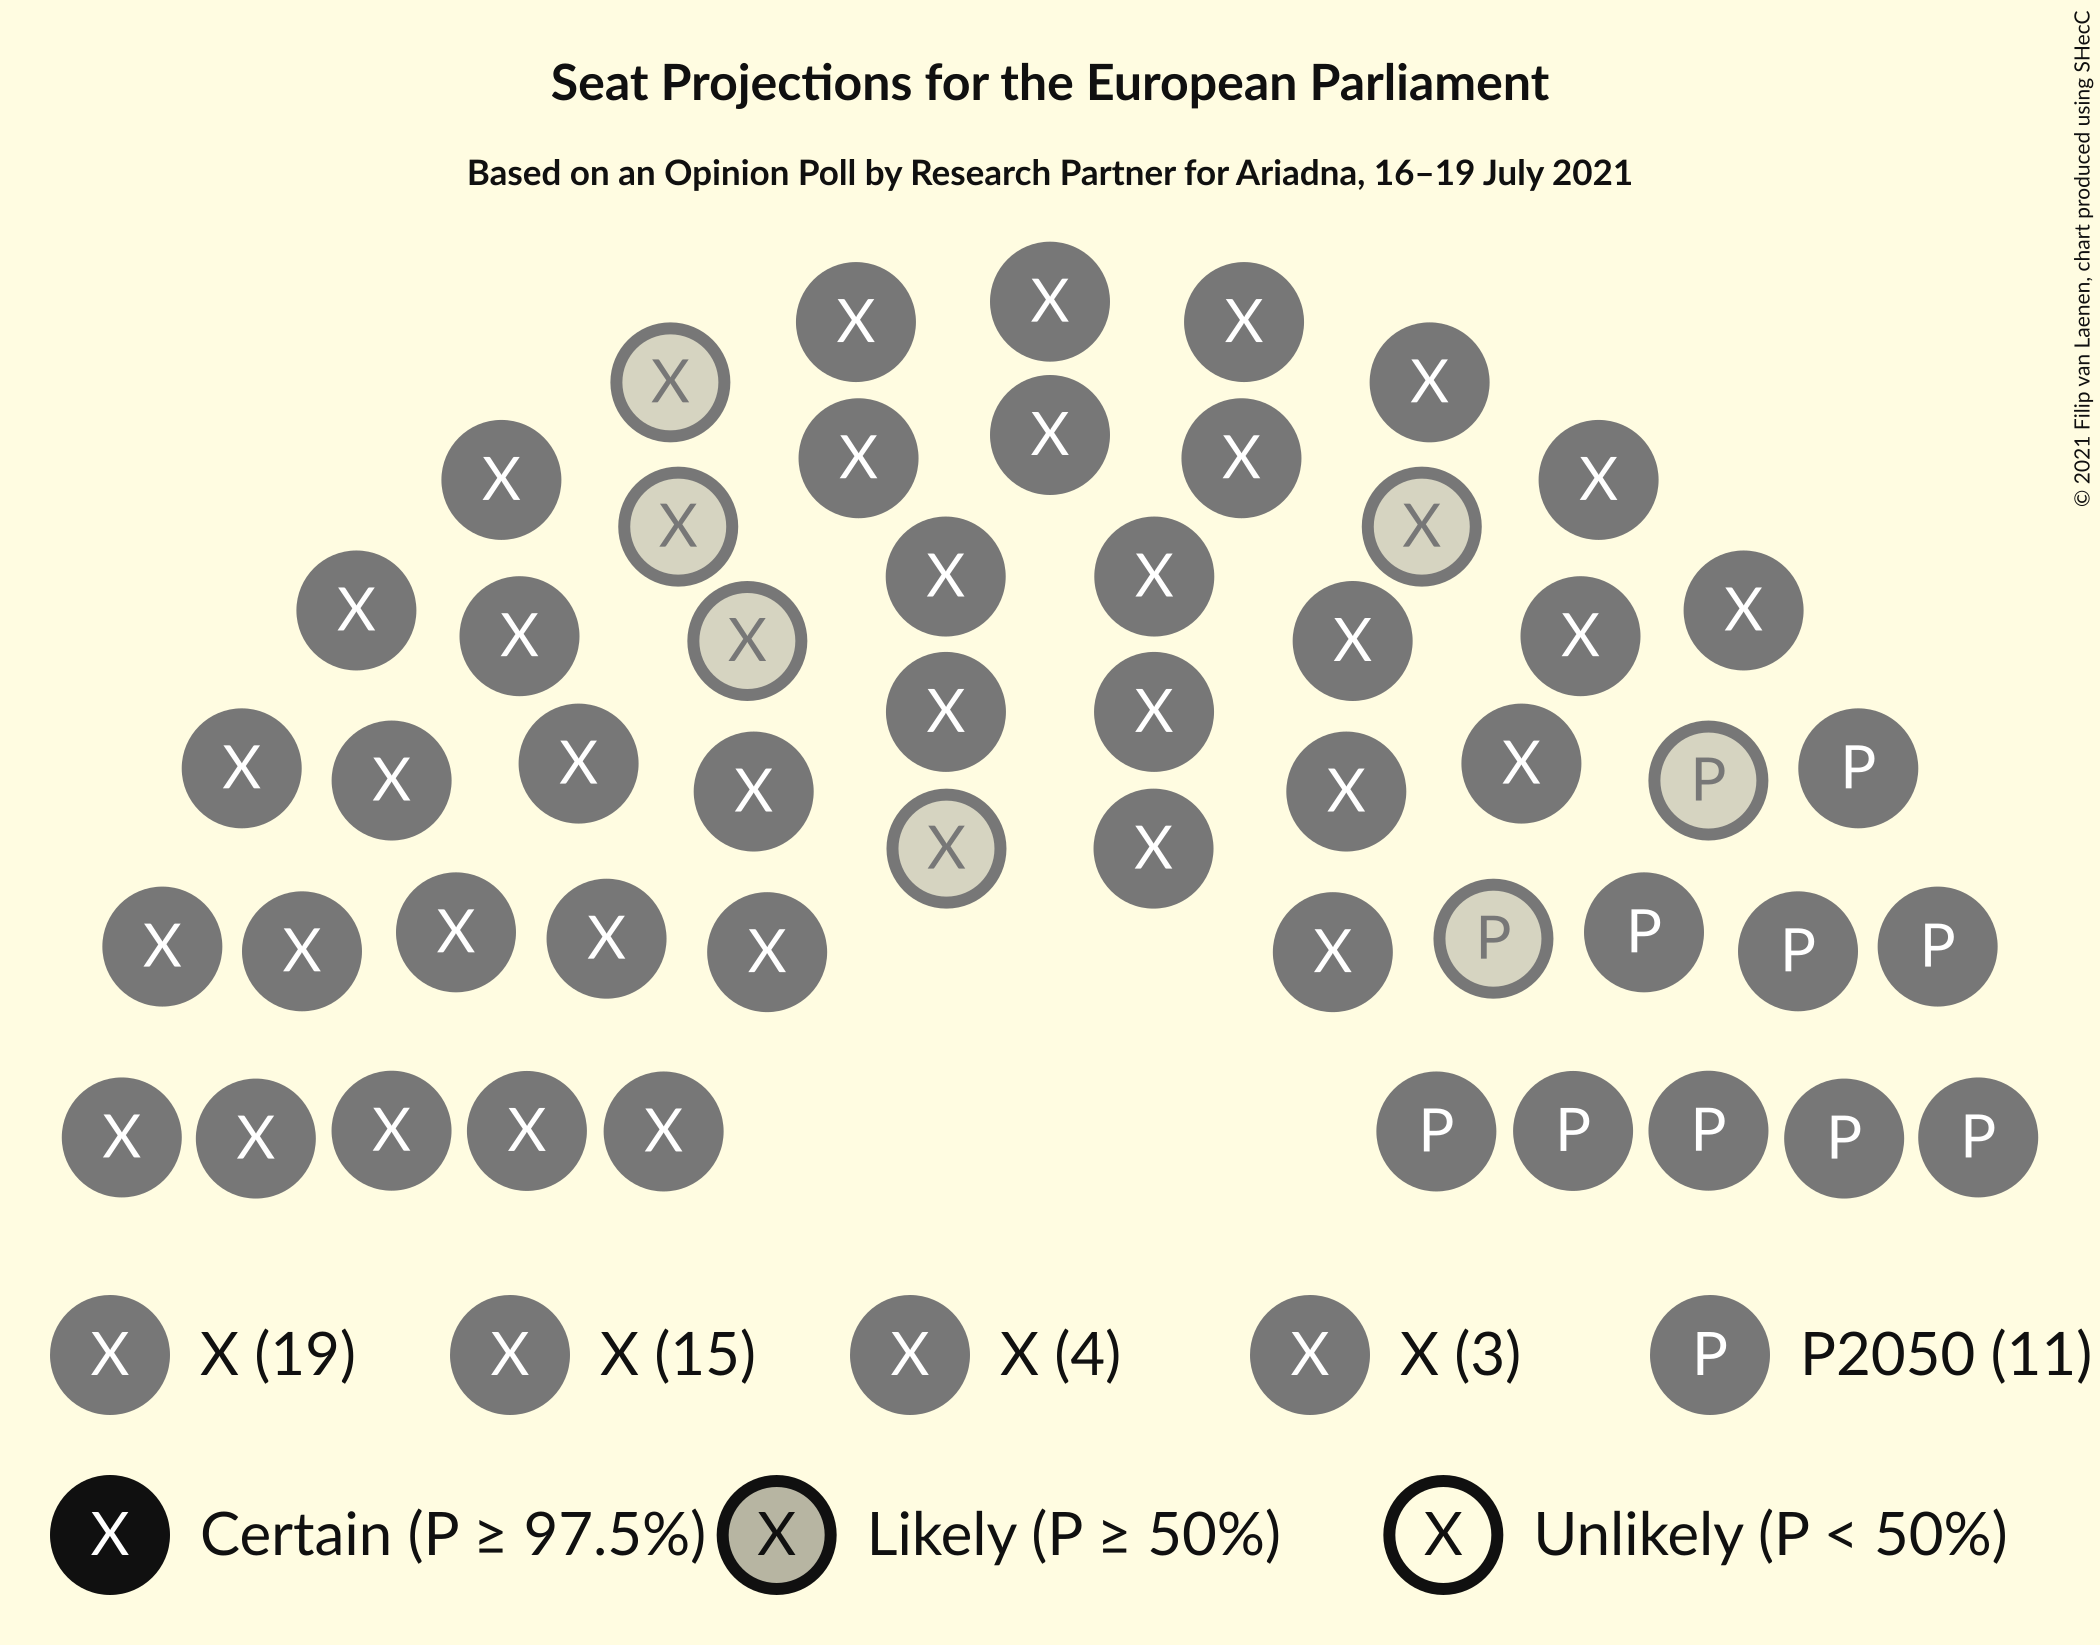 Seat Projections for the European Parliament
Based on an Opinion Poll by Research Partner for Ariadna, 16–19 July 2021
© 2021 Filip van Laenen, chart produced using SHecC
X X X
X X
X X X
X X
X X
X X
X X X X X X
X X
X X X X X X P P
X X
X X X X X X P P P P
X X X X X P P P P P
X X (19) X X (15) X X (4) X X (3) P P2050 (11)
X Certain (P ≥ 97.5%) X Likely (P ≥ 50%) X Unlikely (P < 50%)